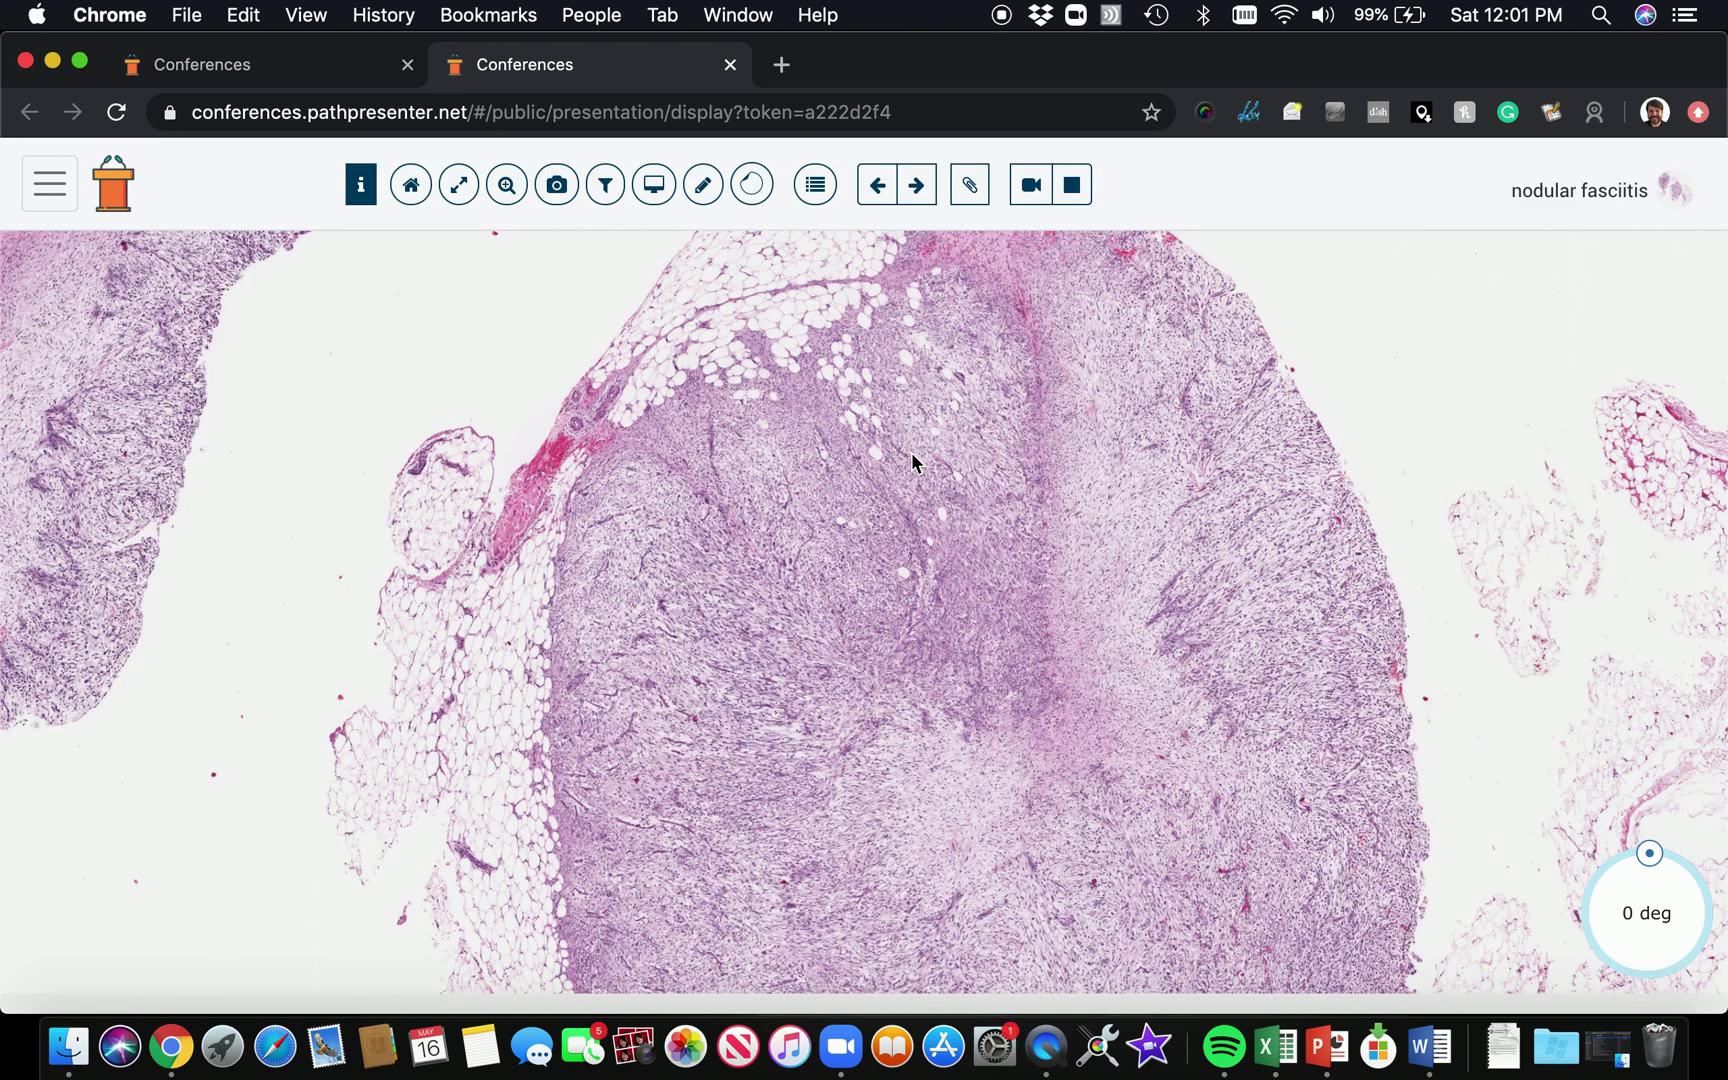 Chrome File Edit View History Bookmarks People Tab Window Help 99% Sat 12:01 PM
Conferences Conferences
conferences.pathpresenter.net/#/public/presentation/display?token=a222d2f4
dish
h
G
i
nodular fasciitis
0 deg
MAY
16
5
1
X
P
W